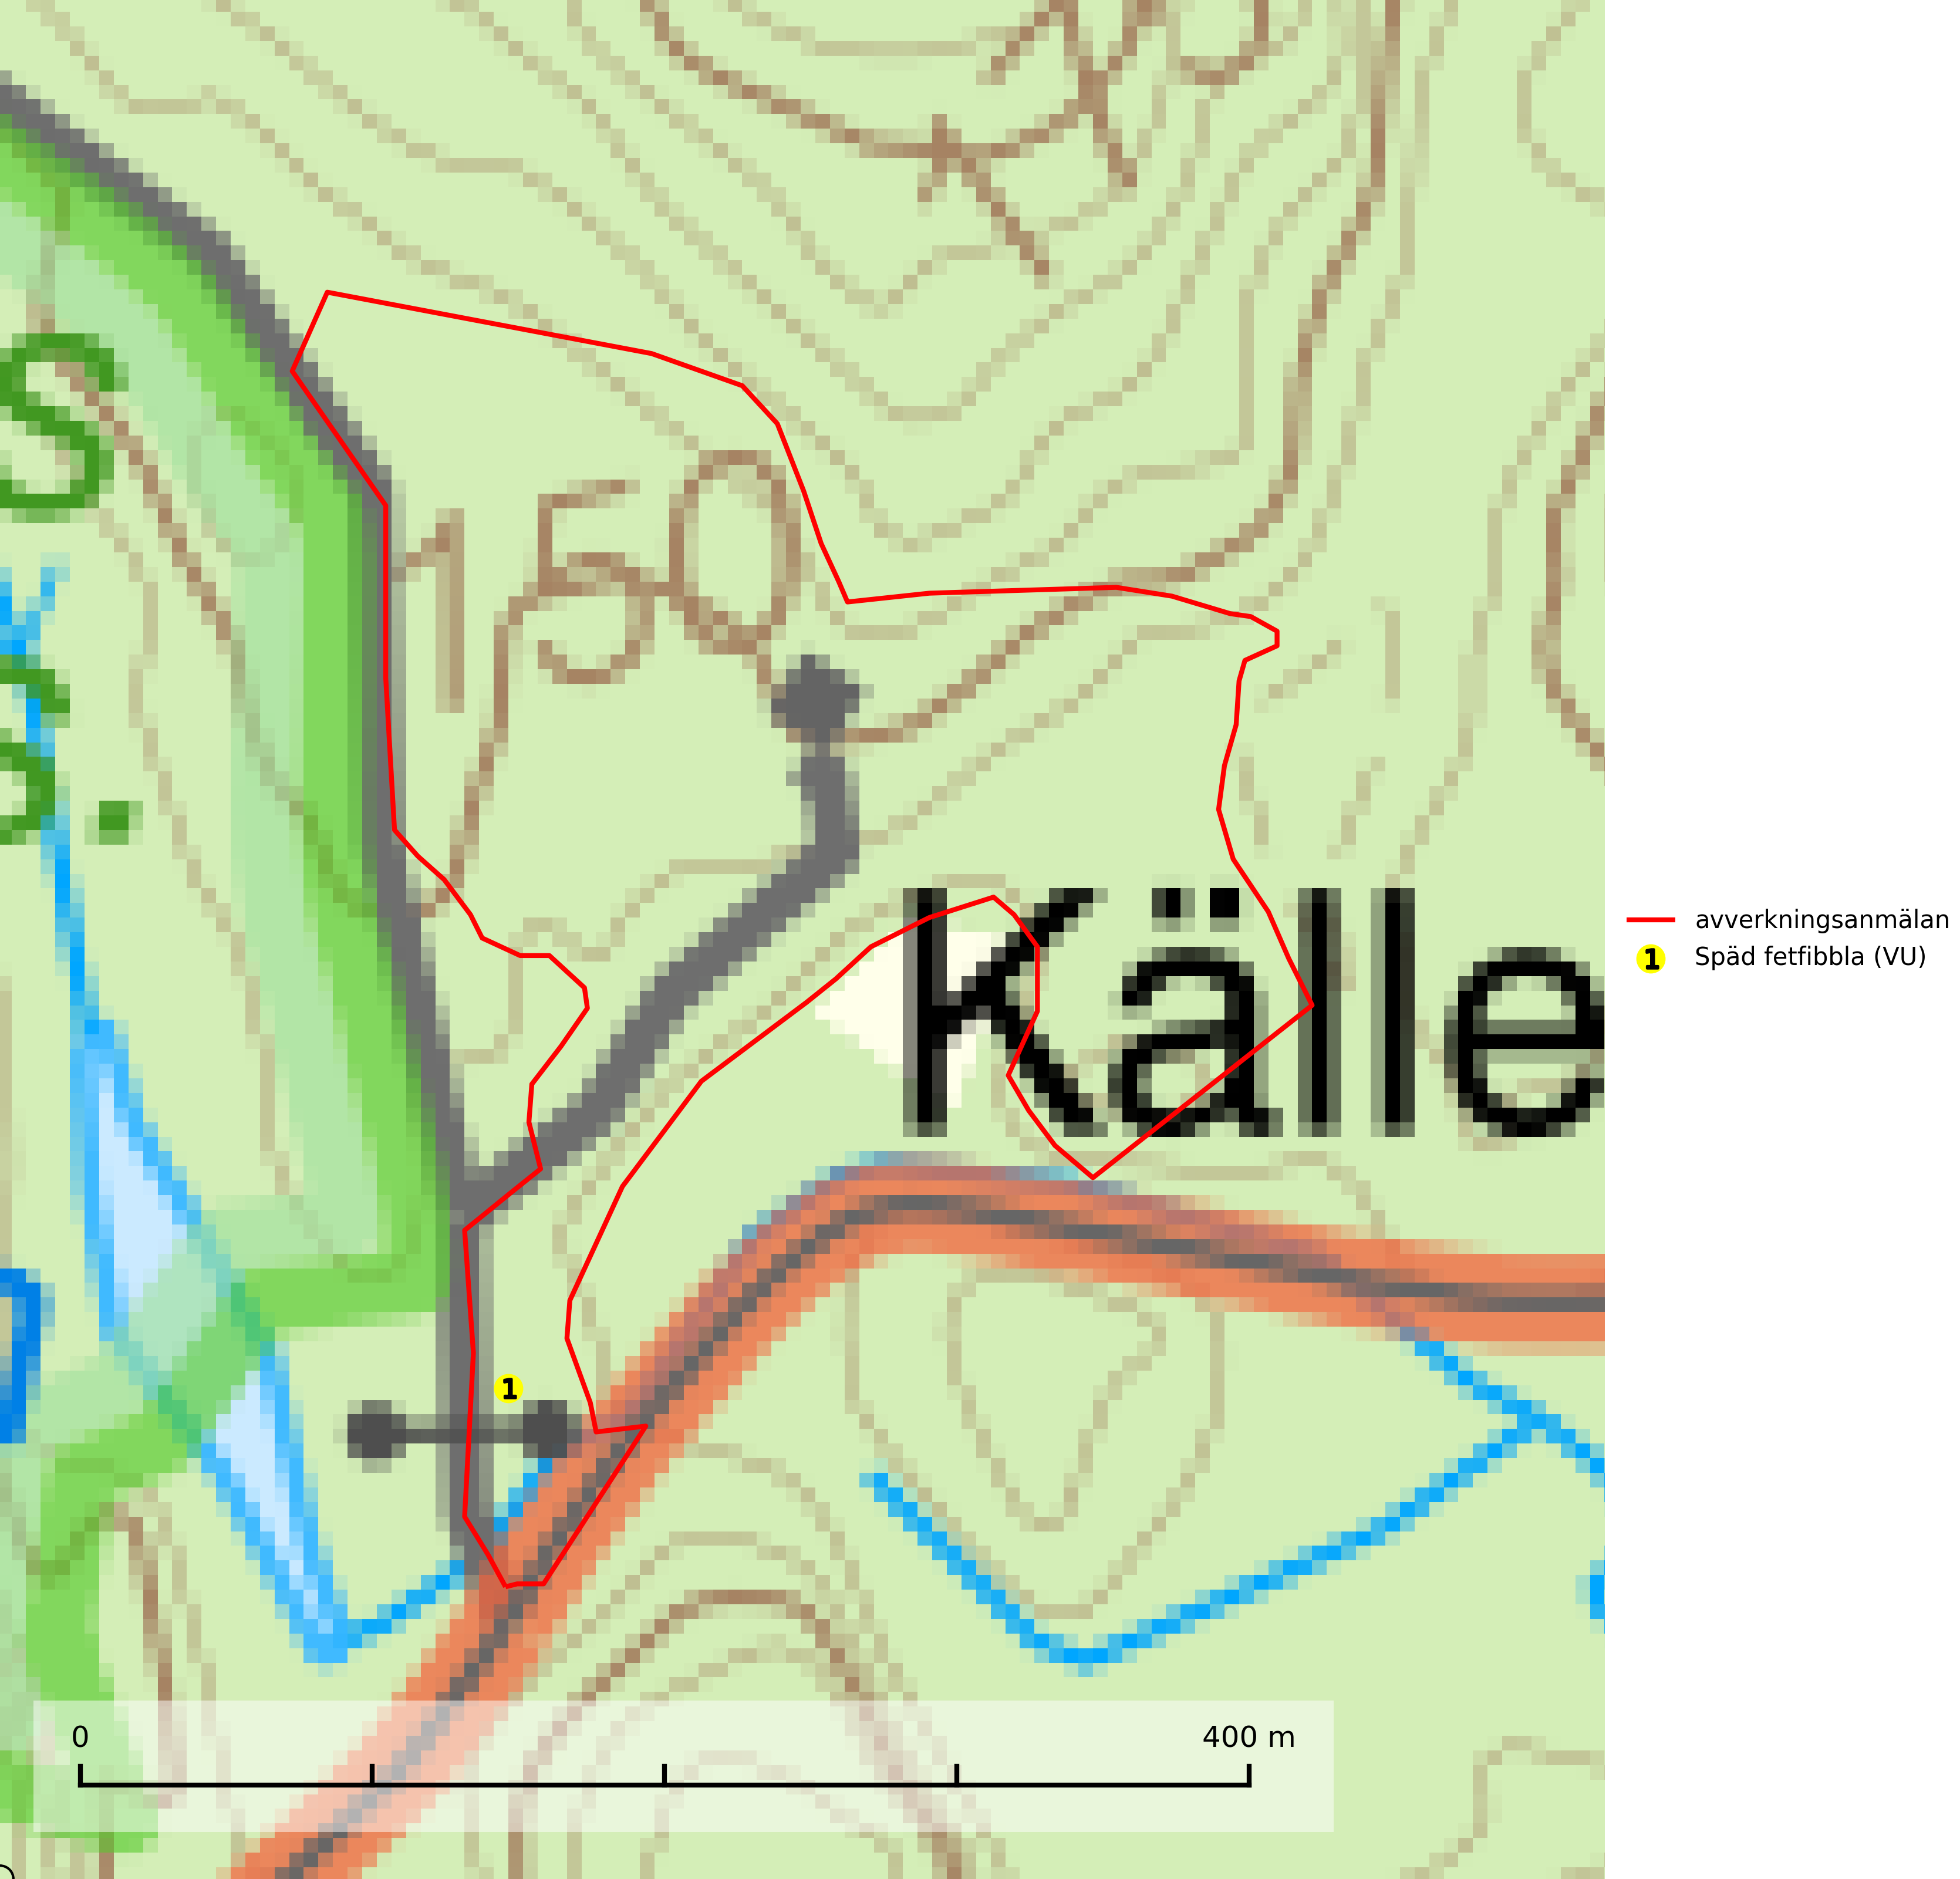 S
150
Källe
avverkningsanmälan
1 Späd fetfibbla (VU)
1
0 400 m